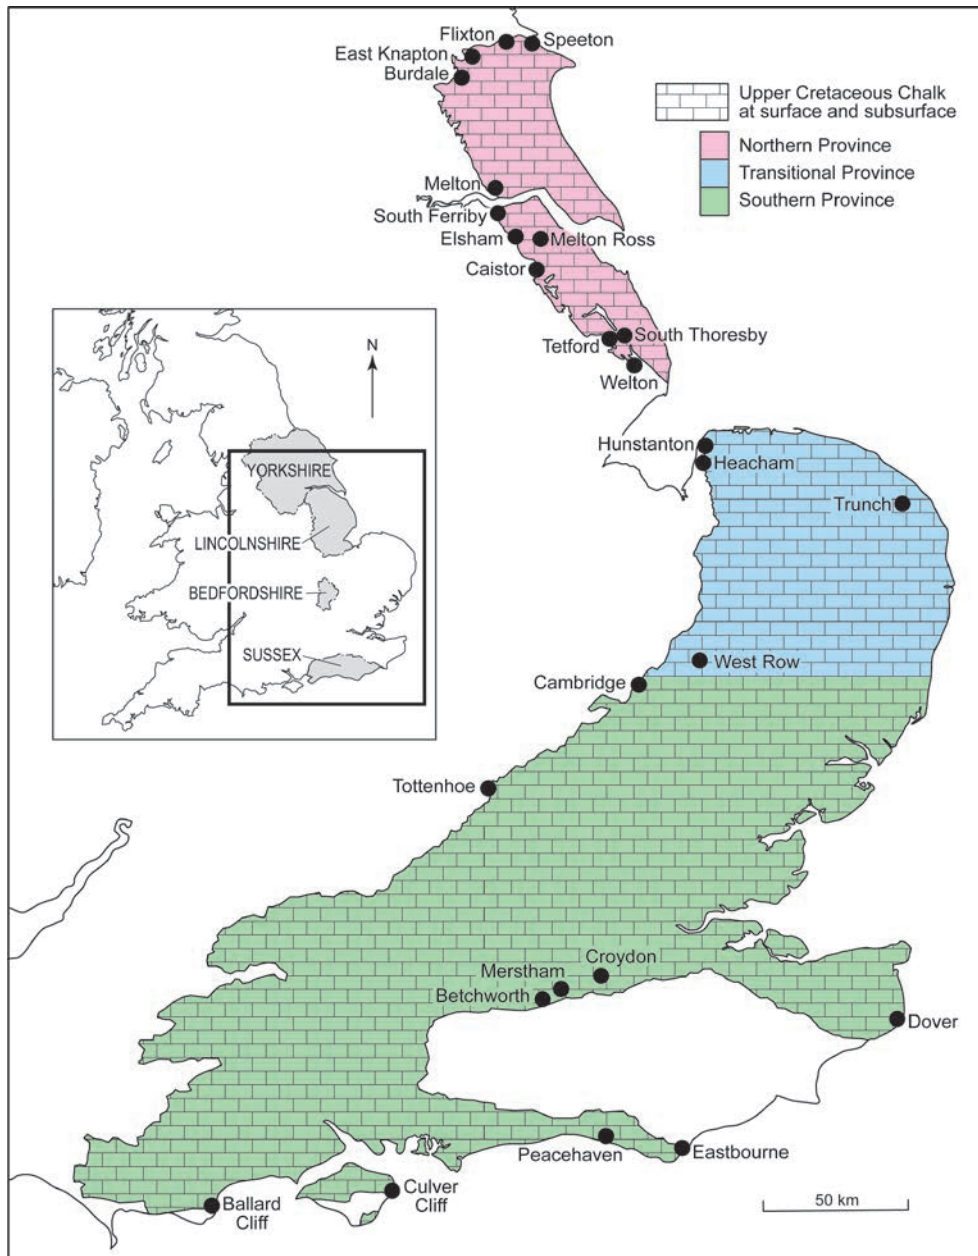 Flixton
Speeton
East Knapton
Burdale
Upper Cretaceous Chalk
at surface and subsurface
Northern Province
Transitional Province
Southern Province
Melton
South Ferriby
Elsham
Melton Ross
Caistor
South Thoresby
Tetford
Welton
N
YORKSHIRE
LINCOLNSHIRE
BEDFORDSHIRE
SUSSEX
Hunstanton
Heacham
Trunch
West Row
Cambridge
Tottenhoe
Croydon
Merstham
Betchworth
Dover
Peacehaven
Eastbourne
Culver
Cliff
Ballard
Cliff
50 km